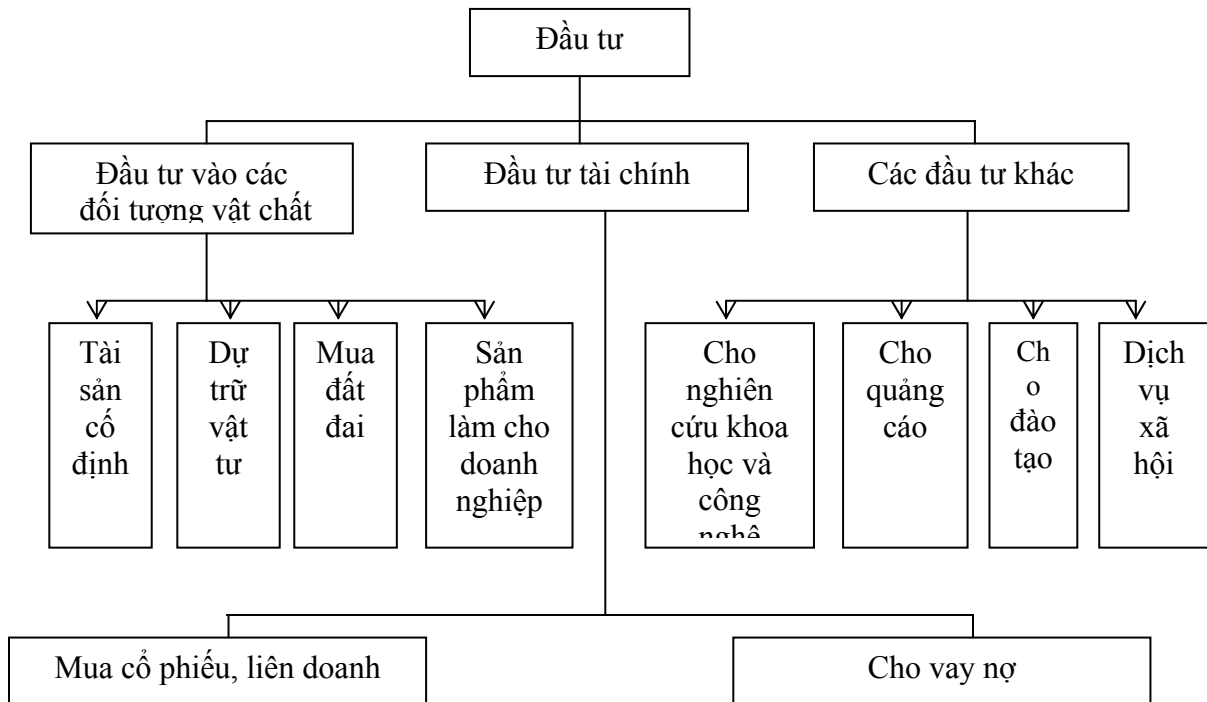 Đầu tư
Đầu tư vào các
đối tượng vật chất
Đầu tư tài chính
Các đầu tư khác
Tài
sản
cố
định
Dự
trữ
vật
tư
Mua
đất
đai
Sản
phẩm
làm cho
doanh
nghiệp
Cho
nghiên
cứu khoa
học và
công
nghệ
Cho
quảng
cáo
Ch
o
đào
tạo
Dịch
vụ
xã
hội
Mua cổ phiếu, liên doanh
Cho vay nợ